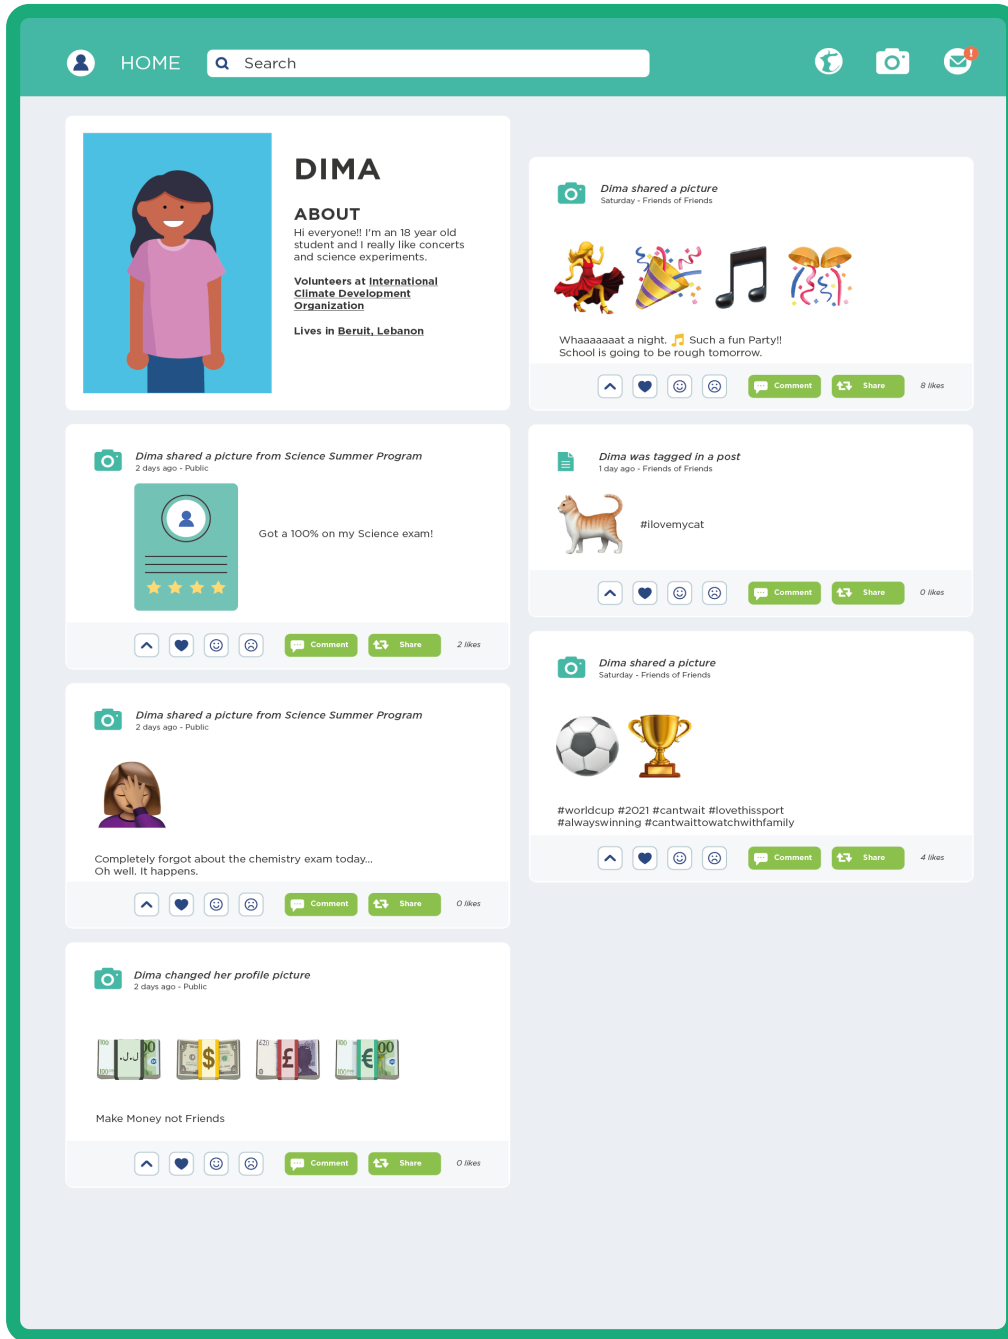 HOME
Search
DIMA
ABOUT
Hi everyone!! I'm an 18 year old
student and I really like concerts
and science experiments.
Volunteers at International
Climate Development
Organization
Lives in Beruit, Lebanon
Dima shared a picture from Science Summer Program
2 days ago - Public
Got a 100% on my Science exam!
Comment
Share
2 likes
Dima shared a picture from Science Summer Program
2 days ago - Public
Completely forgot about the chemistry exam today...
Oh well. It happens.
Comment
Share
0 likes
Dima changed her profile picture
2 days ago - Public
100 ل.ل. 00
100
$
£20 £
€ 00
100
Make Money not Friends
Comment
Share
0 likes
Dima shared a picture
Saturday - Friends of Friends
Whaaaaaaat a night. 🎵 Such a fun Party!!
School is going to be rough tomorrow.
Comment
Share
8 likes
Dima was tagged in a post
1 day ago - Friends of Friends
#ilovemycat
Comment
Share
0 likes
Dima shared a picture
Saturday - Friends of Friends
#worldcup #2021 #cantwait #lovethissport
#alwayswinning #cantwaittowatchwithfamily
Comment
Share
4 likes